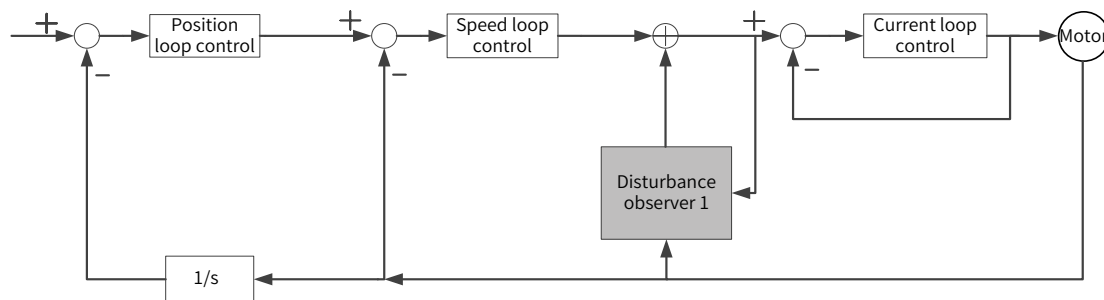 +
Position
loop control
+
−
Speed loop
control
−
+
Current loop
control
−
Motor
Disturbance
observer 1
1/s